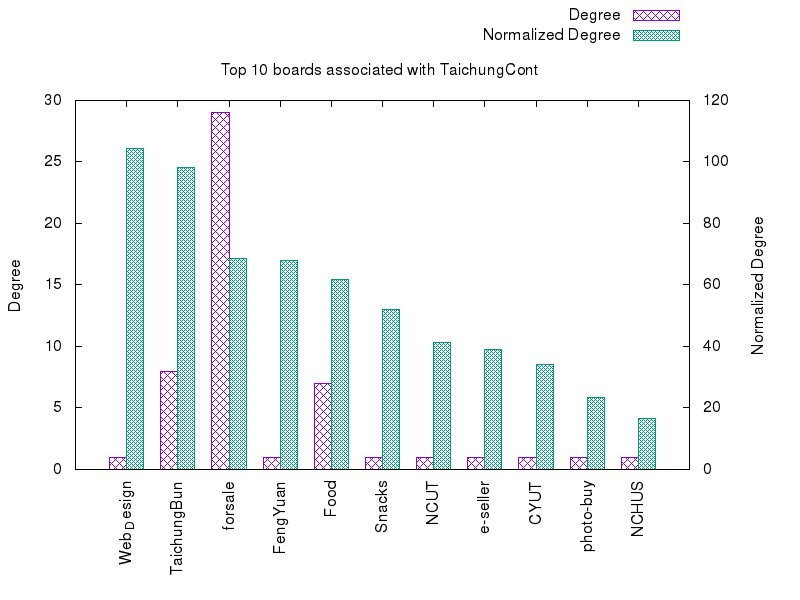 Degree
Normalized Degree
Top 10 boards associated with TaichungCont
30
25
20
15
10
5
0
120
100
80
60
40
20
0
Degree
Normalized Degree
Web_Design
TaichungBun
forsale
FengYuan
Food
Snacks
NCUT
e-seller
CYUT
photo-buy
NCHUS